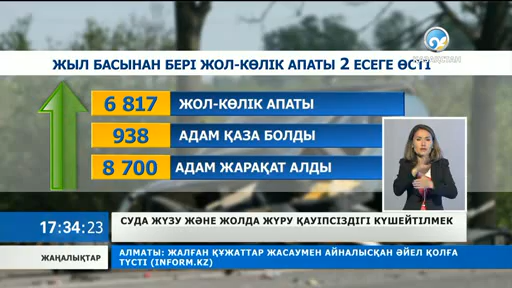 ҚАЗАҚСТАН
ЖЫЛ БАСЫНАН БЕРІ ЖОЛ-КӨЛІК АПАТЫ 2 ЕСЕГЕ ӨСТІ
6 817 ЖОЛ-КӨЛІК АПАТЫ
938 АДАМ ҚАЗА БОЛДЫ
8 700 АДАМ ЖАРАҚАТ АЛДЫ
17:34:23 СУДА ЖҮЗУ ЖӘНЕ ЖОЛДА ЖҮРУ ҚАУІПСІЗДІГІ КҮШЕЙТІЛМЕК
ЖАҢАЛЫҚТАР АЛМАТЫ: ЖАЛҒАН ҚҰЖАТТАР ЖАСАУМЕН АЙНАЛЫСҚАН ӘЙЕЛ ҚОЛҒА
ТҮСТІ (INFORM.KZ)